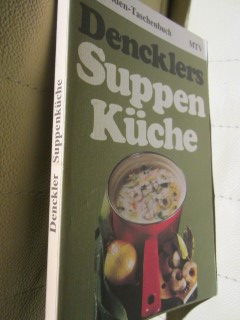 den-Taschenbuch
MTV
Dencklers
Suppen
Küche
Denckler Suppenküche